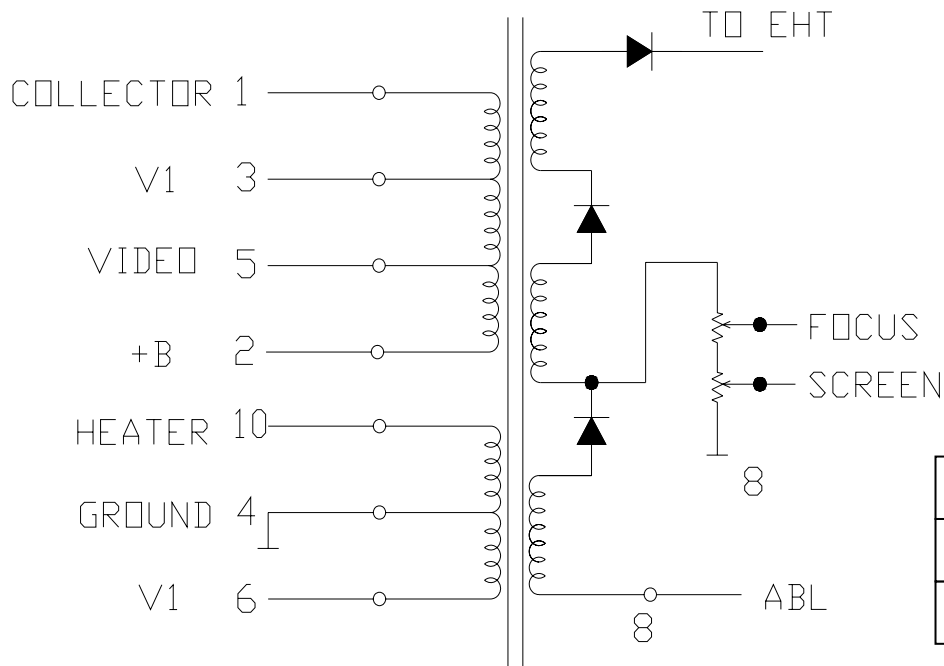 TO EHT
COLLECTOR 1
V1 3
VIDEO 5
+B 2
HEATER 10
GROUND 4
V1 6
FOCUS
SCREEN
8
ABL
8